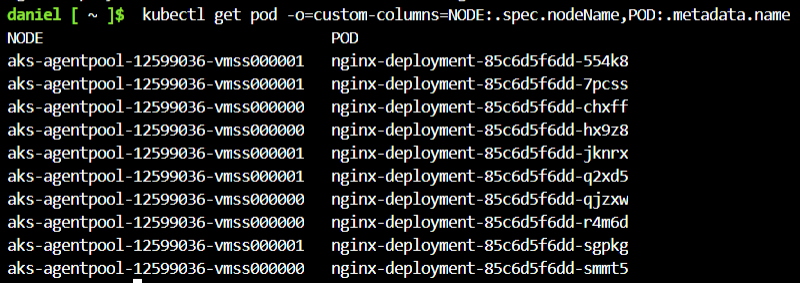 daniel [ ~ ]$ kubectl get pod -o=custom-columns=NODE:.spec.nodeName,POD:.metadata.name
NODE POD
aks-agentpool-12599036-vmss000001 nginx-deployment-85c6d5f6dd-554k8
aks-agentpool-12599036-vmss000001 nginx-deployment-85c6d5f6dd-7pcss
aks-agentpool-12599036-vmss000000 nginx-deployment-85c6d5f6dd-chxff
aks-agentpool-12599036-vmss000000 nginx-deployment-85c6d5f6dd-hx9z8
aks-agentpool-12599036-vmss000001 nginx-deployment-85c6d5f6dd-jknrx
aks-agentpool-12599036-vmss000001 nginx-deployment-85c6d5f6dd-q2xd5
aks-agentpool-12599036-vmss000000 nginx-deployment-85c6d5f6dd-qjzxw
aks-agentpool-12599036-vmss000000 nginx-deployment-85c6d5f6dd-r4m6d
aks-agentpool-12599036-vmss000001 nginx-deployment-85c6d5f6dd-sgpkg
aks-agentpool-12599036-vmss000000 nginx-deployment-85c6d5f6dd-smmt5